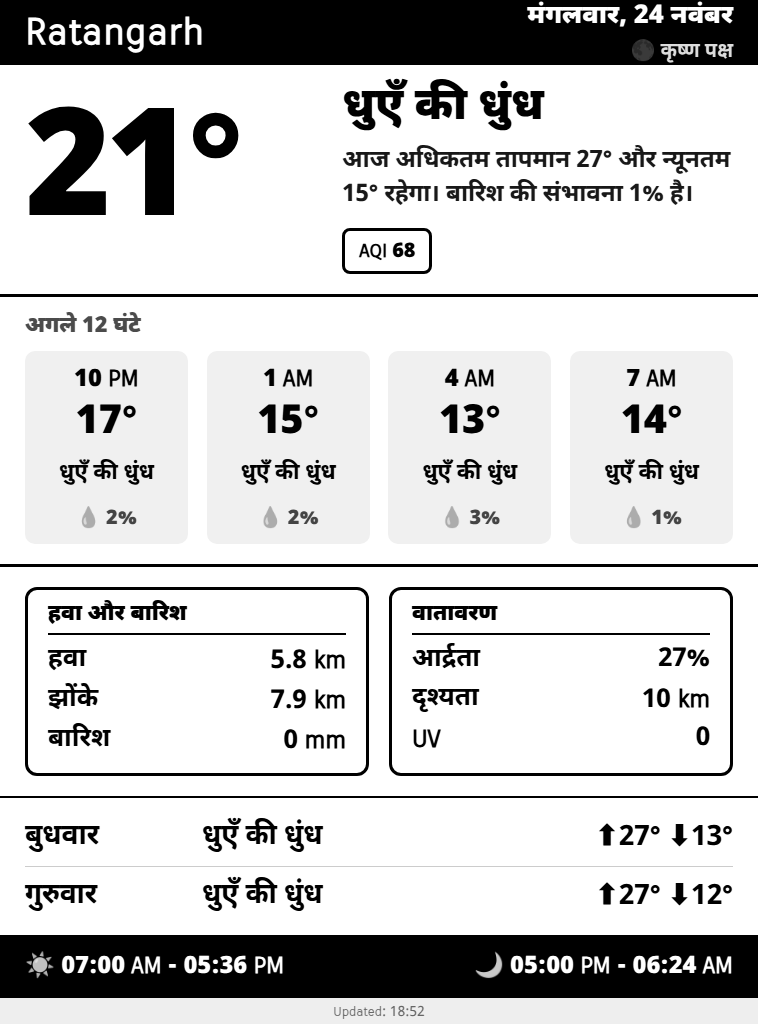 Ratangarh
मंगलवार, 24 नवंबर
कृष्ण पक्ष
21°
धुएँ की धुंध
आज अधिकतम तापमान 27° और न्यूनतम
15° रहेगा। बारिश की संभावना 1% है।
AQI 68
अगले 12 घंटे
10 PM
17°
धुएँ की धुंध
2%
1 AM
15°
धुएँ की धुंध
2%
4 AM
13°
धुएँ की धुंध
3%
7 AM
14°
धुएँ की धुंध
1%
हवा और बारिश
हवा 5.8 km
झोंके 7.9 km
बारिश 0 mm
वातावरण
आर्द्रता 27%
दृश्यता 10 km
UV 0
बुधवार धुएँ की धुंध ⬆27° ⬇13°
गुरुवार धुएँ की धुंध ⬆27° ⬇12°
07:00 AM - 05:36 PM
05:00 PM - 06:24 AM
Updated: 18:52